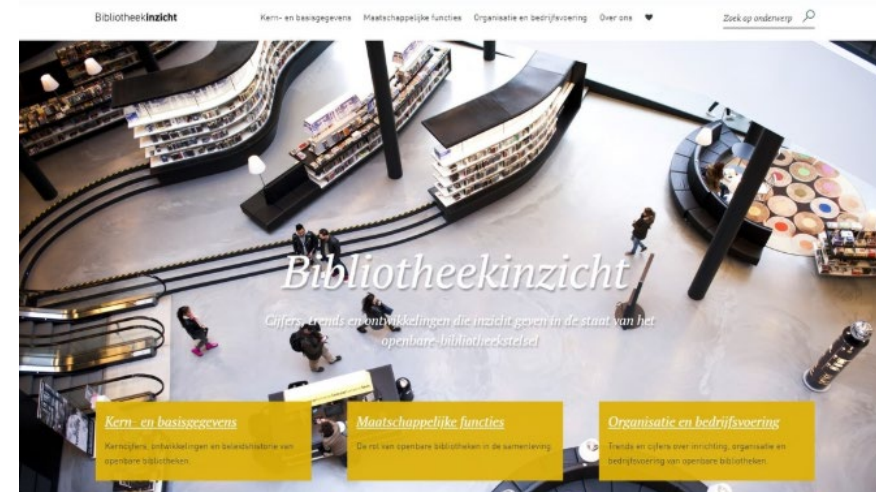 Bibliotheekinzicht
Kern- en basisgegevens Maatschappelijke functies Organisatie en bedrijfsvoering Over ons
Zoek op onderwerp
Bibliotheekinzicht
Cijfers, trends en ontwikkelingen die inzicht geven in de staat van het
openbare-bibliotheekstelsel
Kern- en basisgegevens
Kerncijfers, ontwikkelingen en beleidshistorie van
openbare bibliotheken.
Maatschappelijke functies
De rol van openbare bibliotheken in de samenleving.
Organisatie en bedrijfsvoering
Trends en cijfers over inrichting, organisatie en
bedrijfsvoering van openbare bibliotheken.